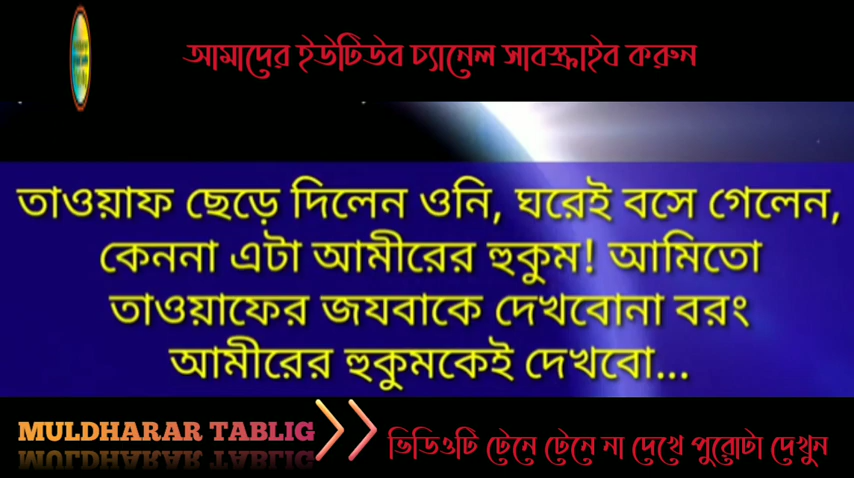 আমাদের ইউটিউব চ্যানেল সাবস্ক্রাইব করুন
তাওয়াফ ছেড়ে দিলেন ওনি, ঘরেই বসে গেলেন,
কেননা এটা আমীরের হুকুম! আমিতো
তাওয়াফের জযবাকে দেখবোনা বরং
আমীরের হুকুমকেই দেখবো...
MULDHARAR TABLIG
ভিডিওটি টেনে টেনে না দেখে পুরোটা দেখুন